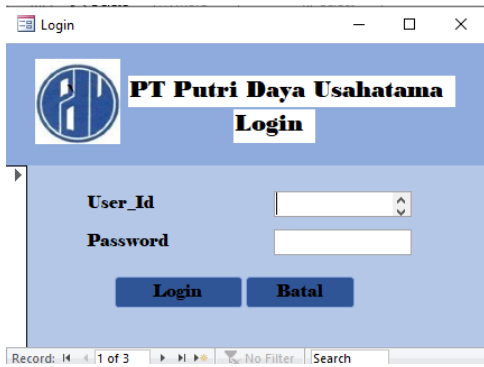 Login
PT Putri Daya Usahatama
Login
User_Id
Password
Login Batal
Record: 1 of 3 No Filter Search